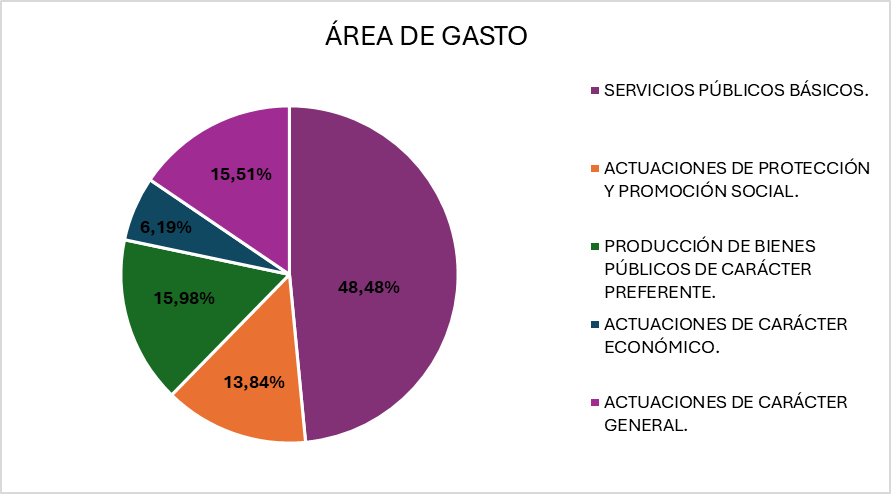 ÁREA DE GASTO
SERVICIOS PÚBLICOS BÁSICOS.
ACTUACIONES DE PROTECCIÓN
Y PROMOCIÓN SOCIAL.
PRODUCCIÓN DE BIENES
PÚBLICOS DE CARÁCTER
PREFERENTE.
ACTUACIONES DE CARÁCTER
ECONÓMICO.
ACTUACIONES DE CARÁCTER
GENERAL.
15,51%
6,19%
48,48%
15,98%
13,84%